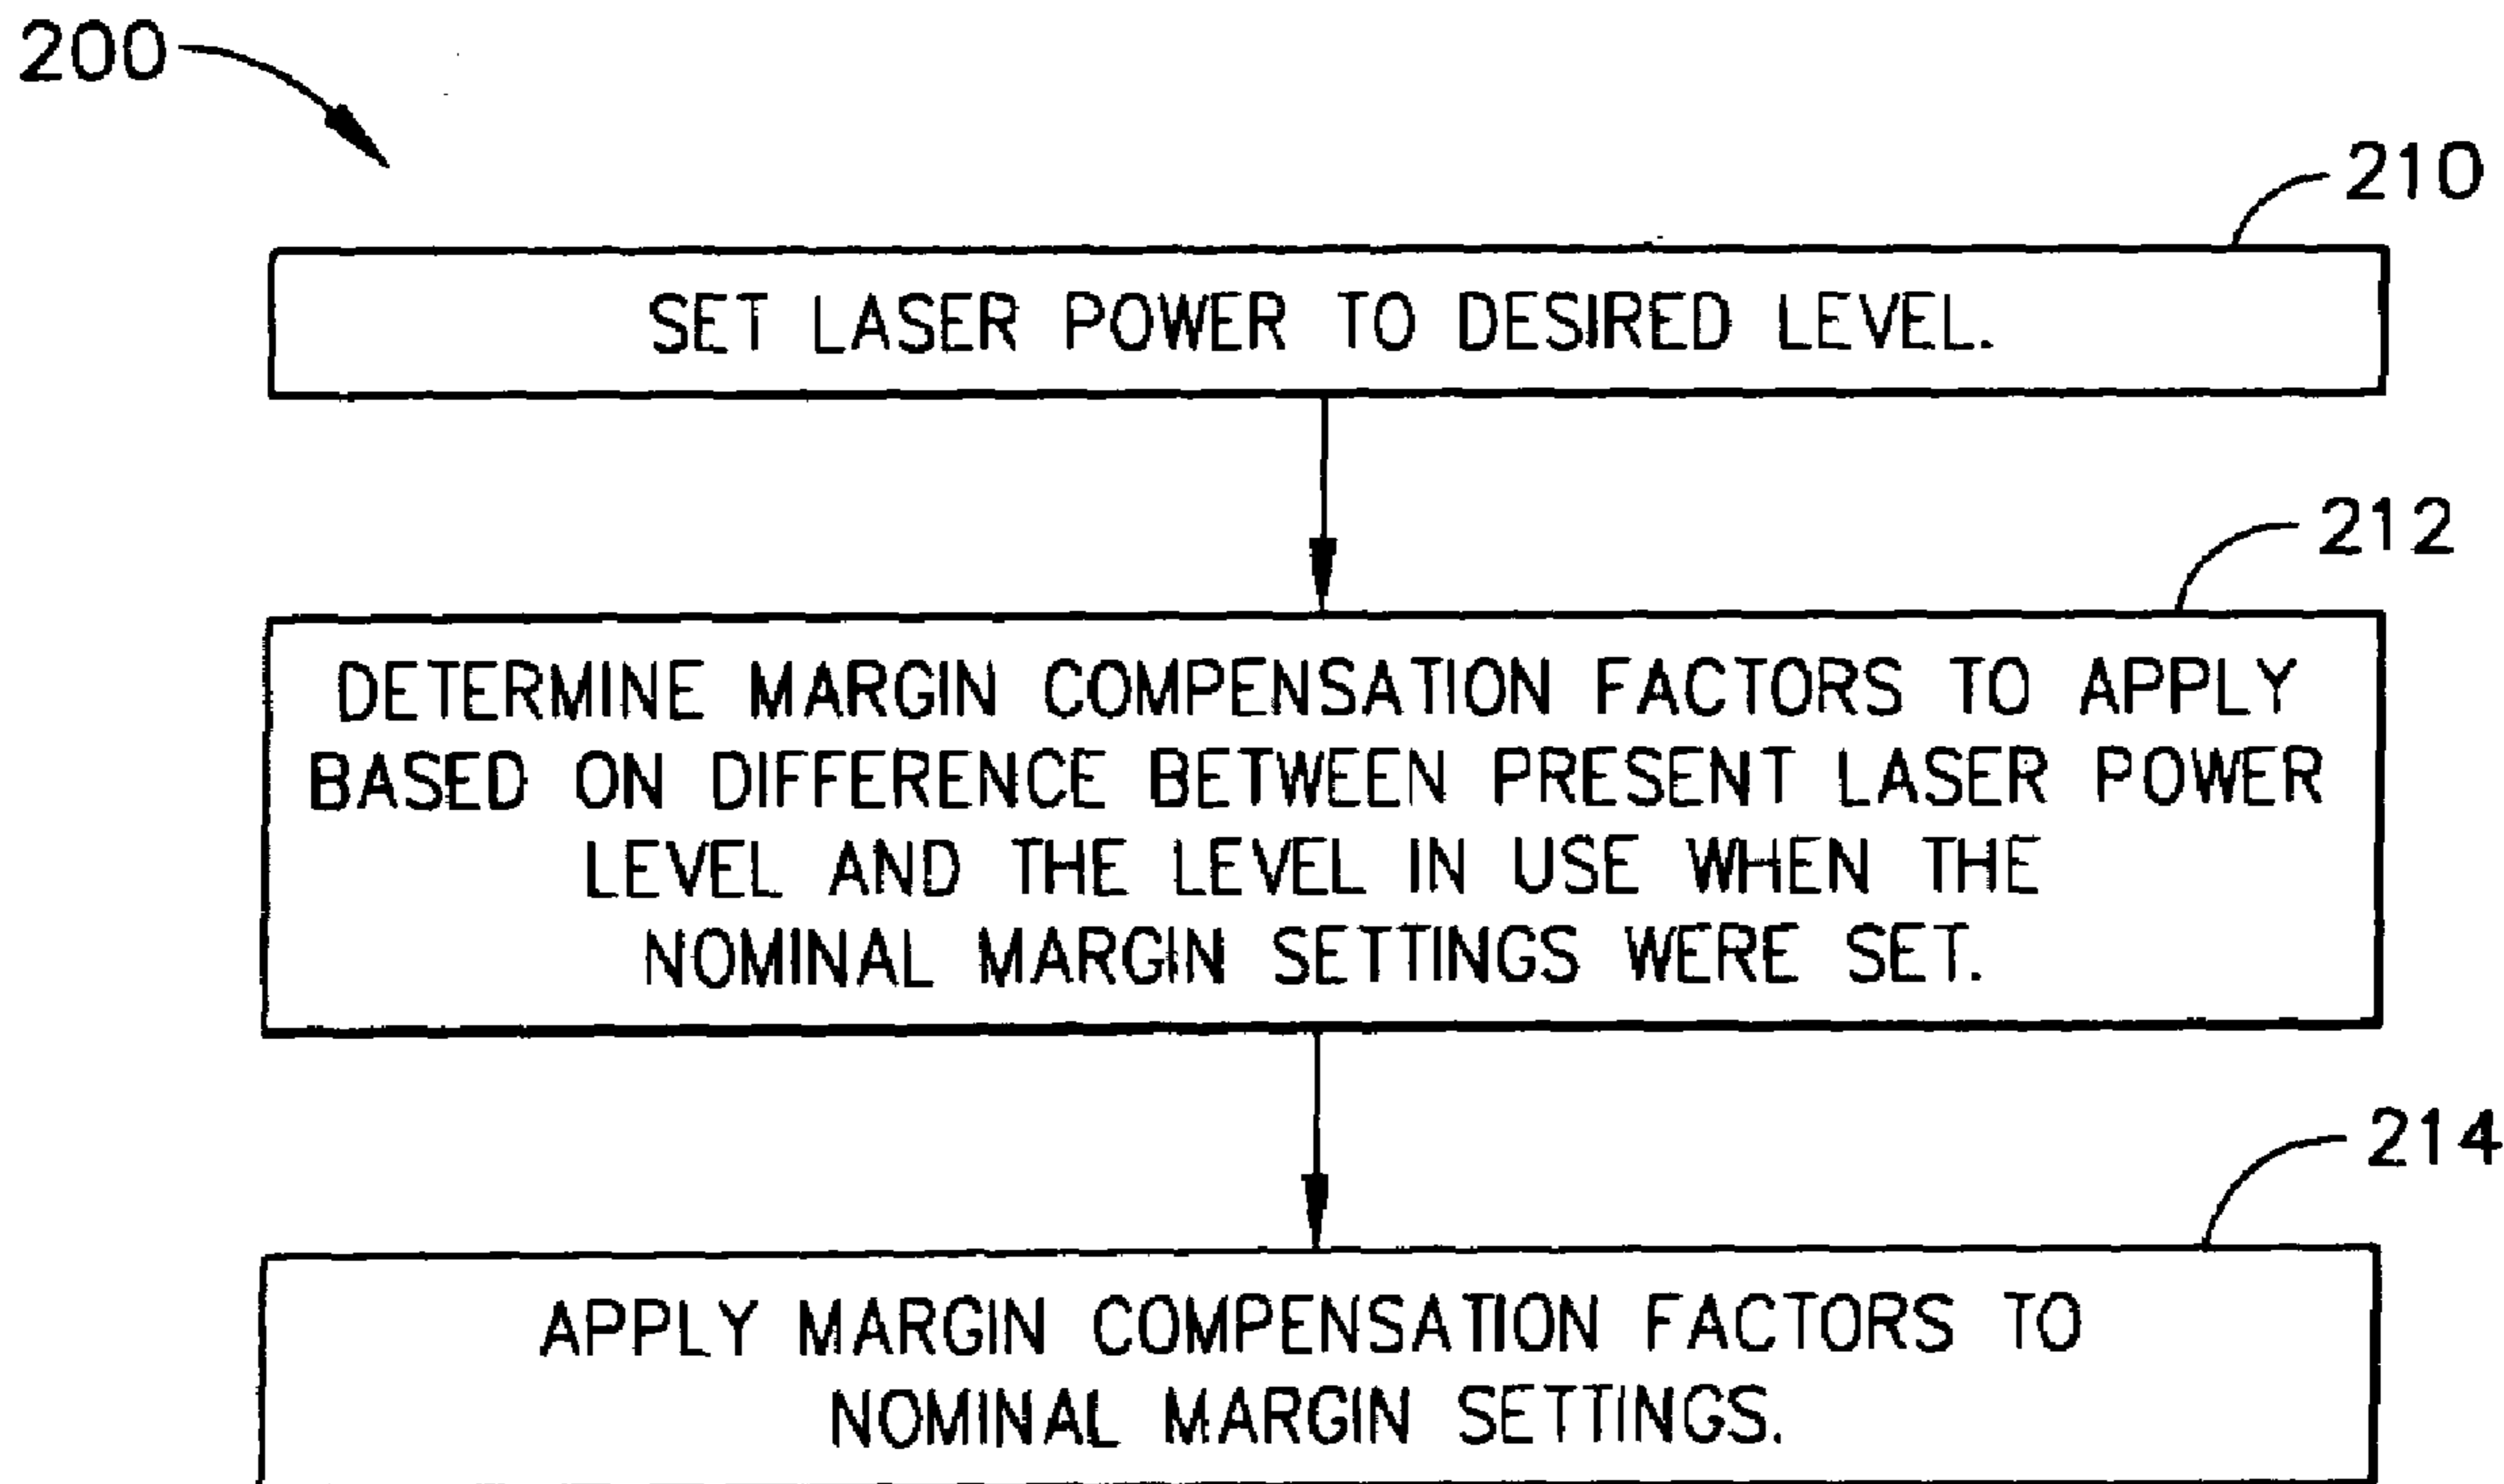 200
210
SET LASER POWER TO DESIRED LEVEL.
212
DETERMINE MARGIN COMPENSATION FACTORS TO APPLY
BASED ON DIFFERENCE BETWEEN PRESENT LASER POWER
LEVEL AND THE LEVEL IN USE WHEN THE
NOMINAL MARGIN SETTINGS WERE SET.
214
APPLY MARGIN COMPENSATION FACTORS TO
NOMINAL MARGIN SETTINGS.